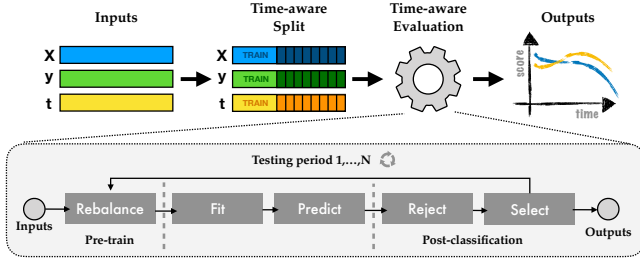 Inputs
Time-aware
Split
Time-aware
Evaluation
Outputs
X
TRAIN
y
TRAIN
t
TRAIN
X
y
t
score
time
Testing period 1,...,N
Inputs
Rebalance
Fit
Predict
Reject
Select
Outputs
Pre-train
Post-classification